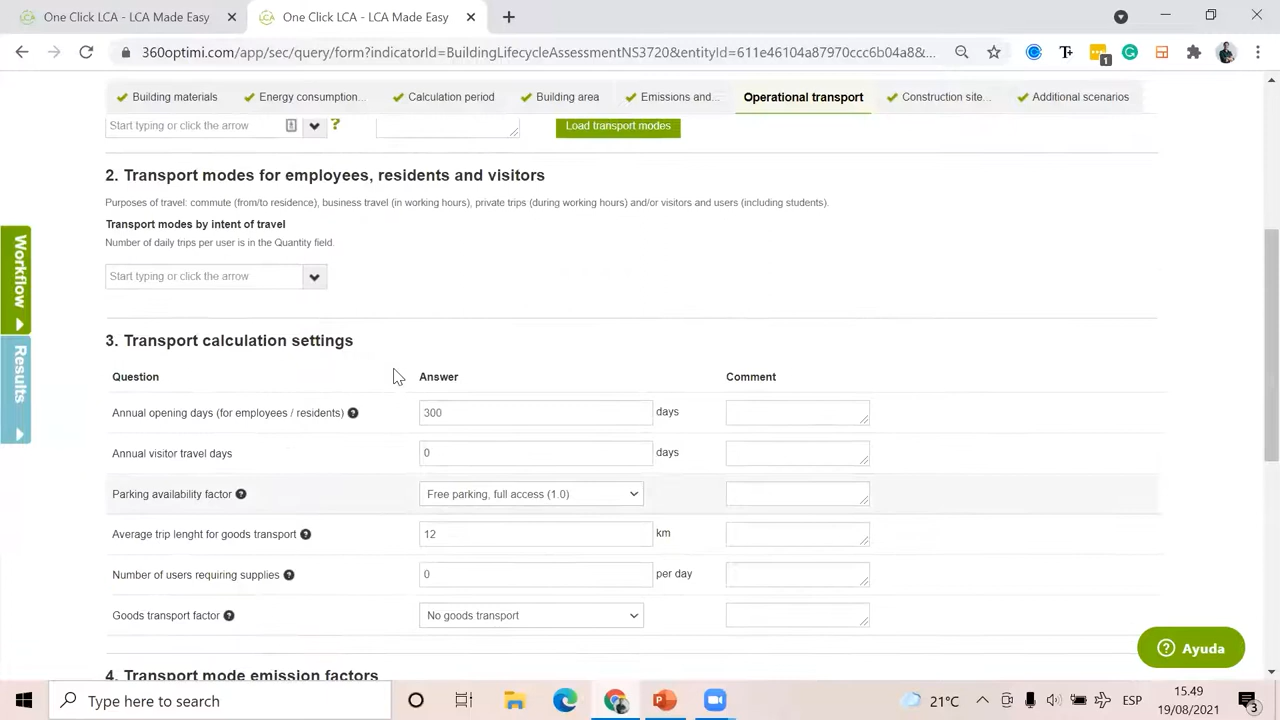 One Click LCA - LCA Made Easy
One Click LCA - LCA Made Easy
360optimi.com/app/sec/query/form?indicatorId=BuildingLifecycleAssessmentNS3720&entityId=611e46104a87970ccc6b04a8&...
1
Building materials
Energy consumption...
Calculation period
Building area
Emissions and...
Operational transport
Construction site...
Additional scenarios
Start typing or click the arrow
?
Load transport modes
2. Transport modes for employees, residents and visitors
Purposes of travel: commute (from/to residence), business travel (in working hours), private trips (during working hours) and/or visitors and users (including students).
Transport modes by intent of travel
Number of daily trips per user is in the Quantity field.
Start typing or click the arrow
Workflow
Results
3. Transport calculation settings
Question Answer Comment
Annual opening days (for employees / residents) ? 300 days
Annual visitor travel days 0 days
Parking availability factor ? Free parking, full access (1.0)
Average trip lenght for goods transport ? 12 km
Number of users requiring supplies ? 0 per day
Goods transport factor ? No goods transport
4. Transport mode emission factors
? Ayuda
Type here to search
21°C
ESP
15.49
19/08/2021
3